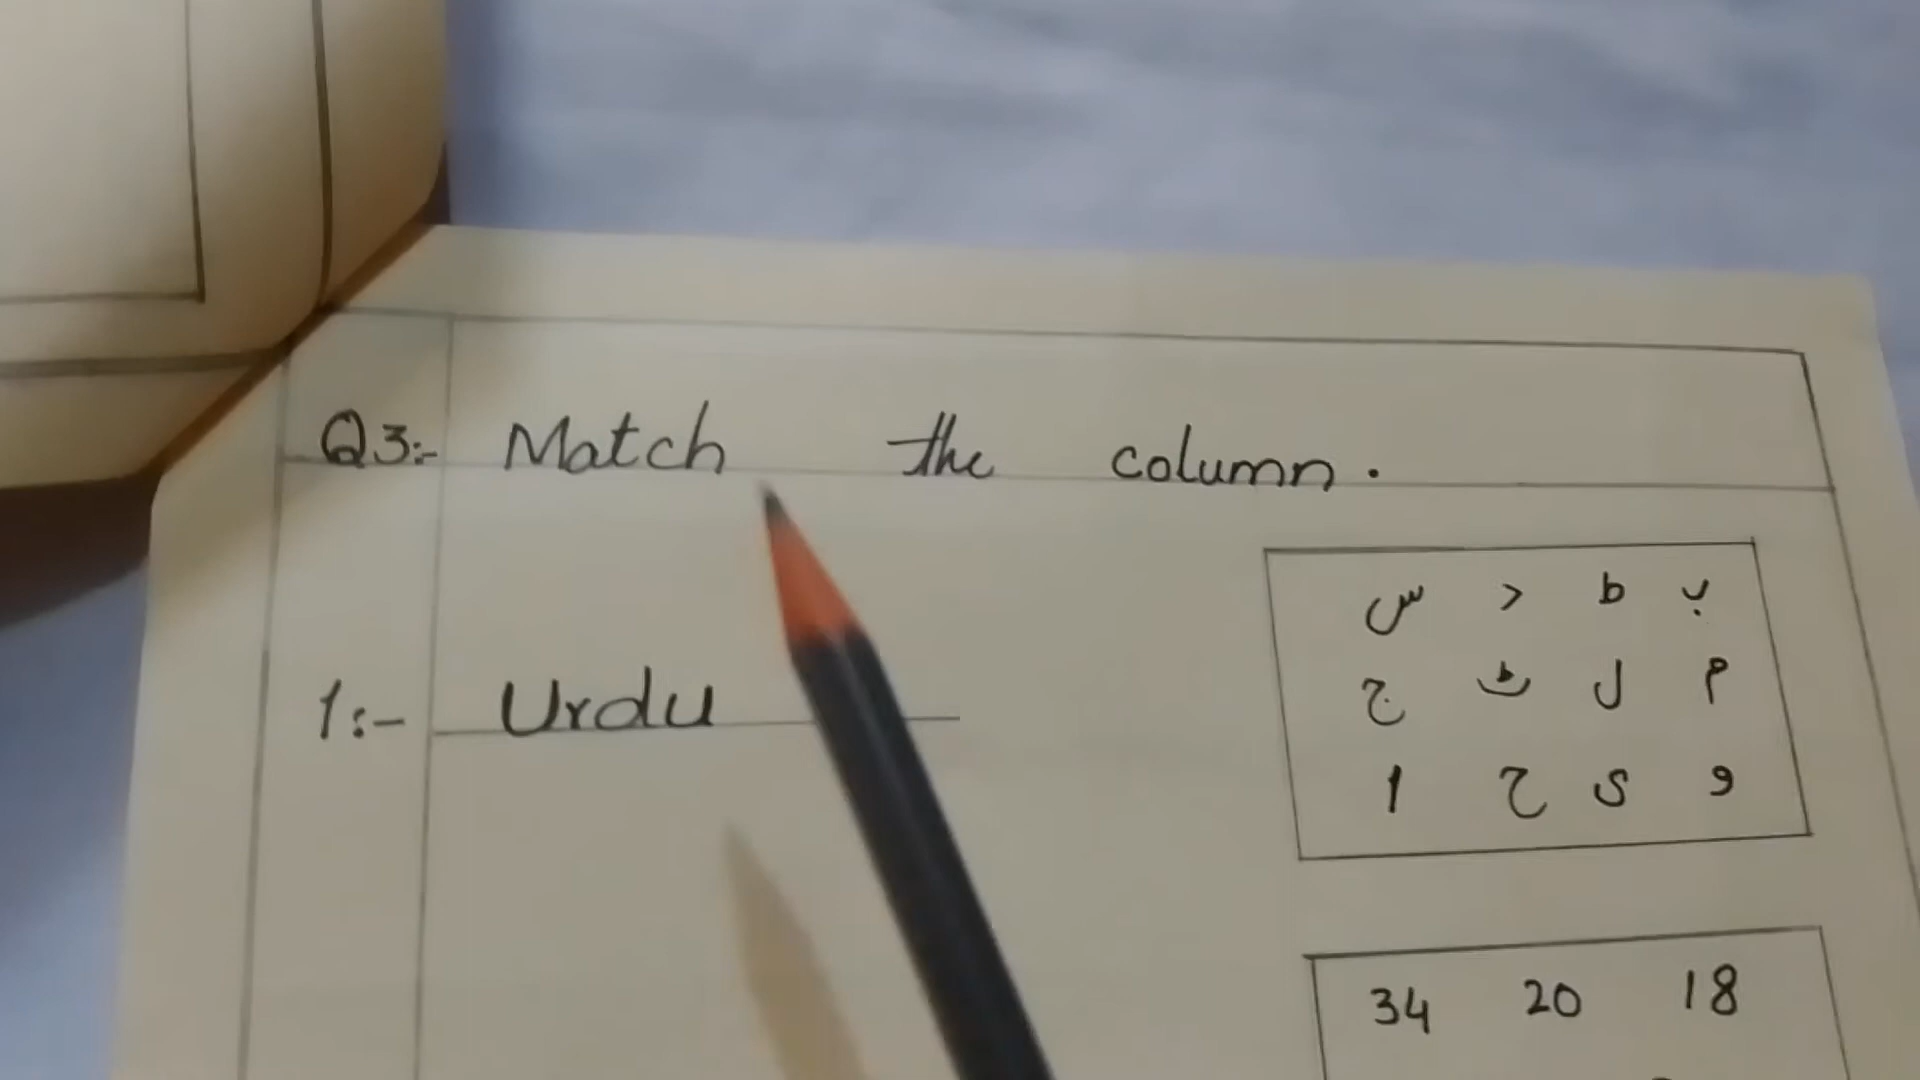 Q3:- Match the column.
1:- Urdu
ب ط د س
م ل ٹ ج
و ی ح ا
34 20 18